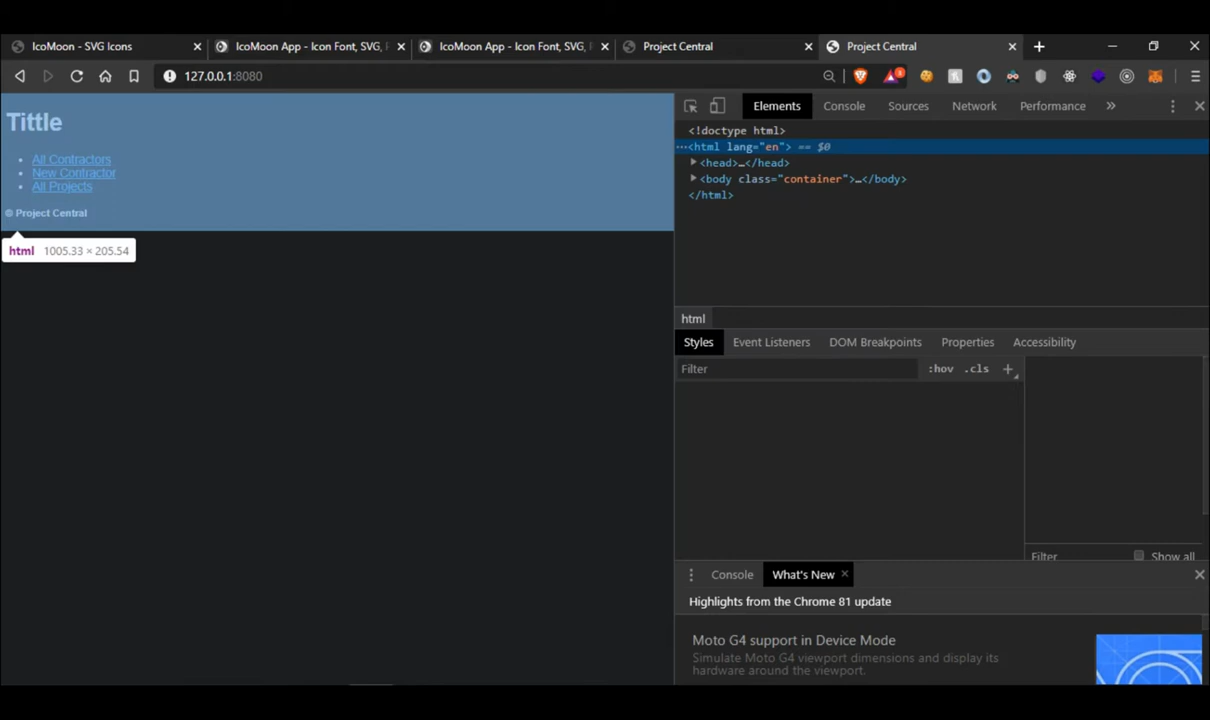 IcoMoon - SVG Icons
IcoMoon App - Icon Font, SVG,
IcoMoon App - Icon Font, SVG,
Project Central
Project Central
127.0.0.1:8080
3
Tittle
All Contractors
New Contractor
All Projects
© Project Central
html 1005.33 × 205.54
Elements Console Sources Network Performance »
<!doctype html>
…<html lang="en"> == $0
<head>…</head>
<body class="container">…</body>
</html>
html
Styles Event Listeners DOM Breakpoints Properties Accessibility
Filter :hov .cls +
Filter Show all
Console What's New
Highlights from the Chrome 81 update
Moto G4 support in Device Mode
Simulate Moto G4 viewport dimensions and display its
hardware around the viewport.